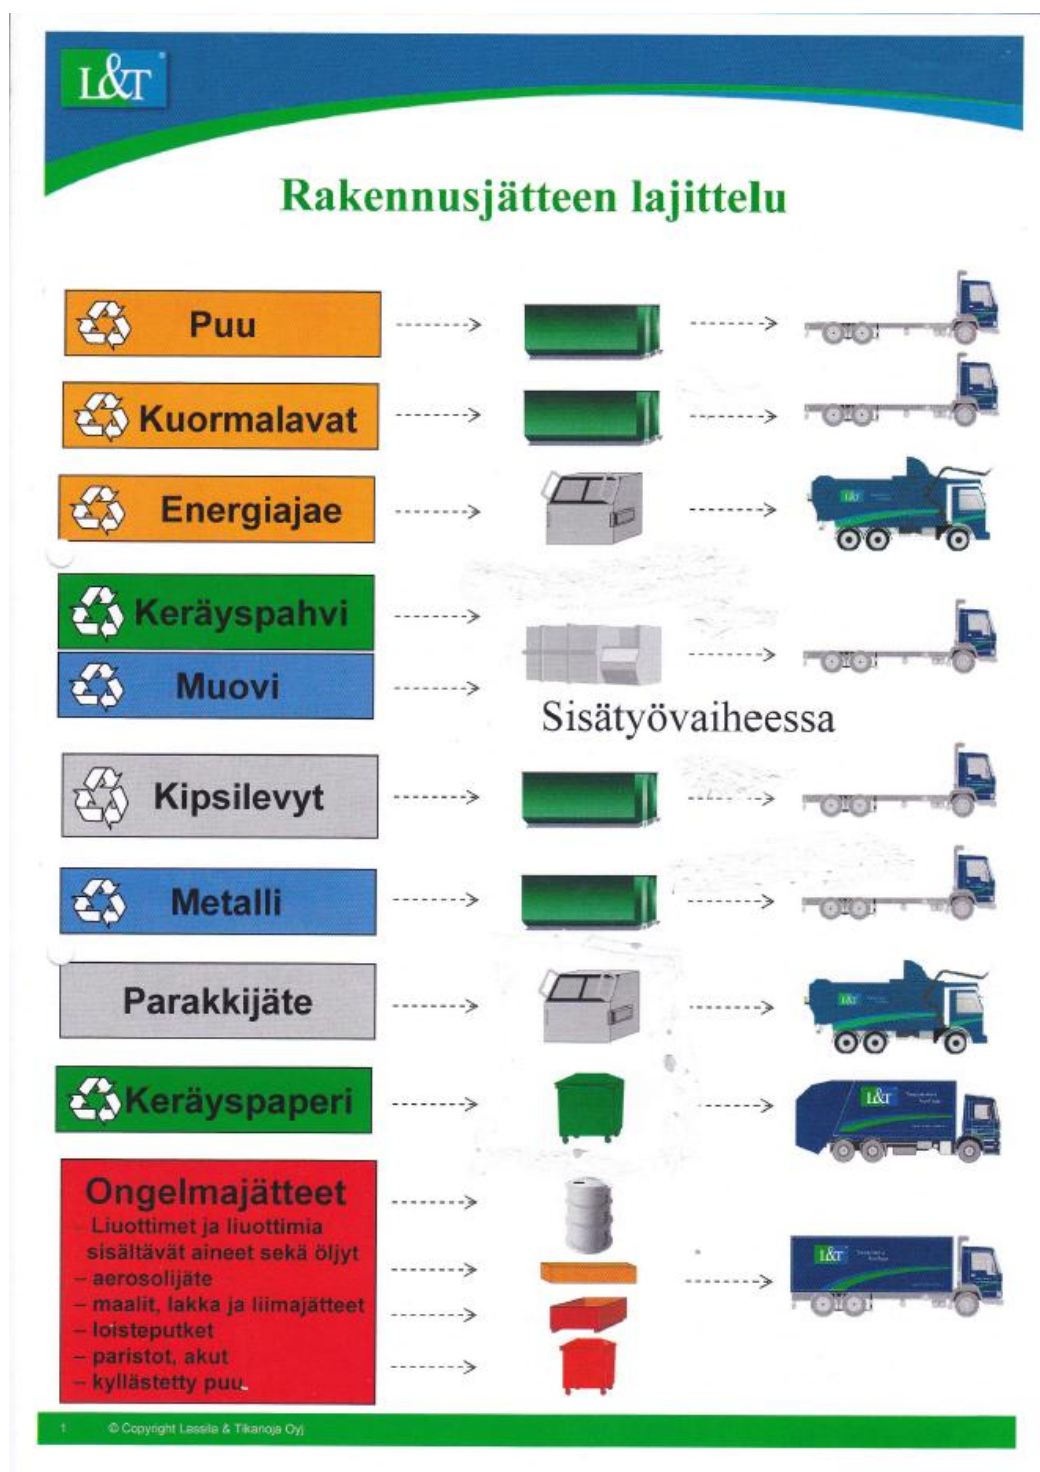 L&T
Rakennusjätteen lajittelu
Puu
Kuormalavat
Energiajae
L&T
Keräyspahvi
Muovi
Sisätyövaiheessa
Kipsilevyt
Metalli
Parakkijäte
L&T
Keräyspaperi
L&T
Ongelmajätteet
- Liuottimet ja liuottimia
sisältävät aineet sekä öljyt
– aerosolijäte
– maalit, lakka ja liimajätteet
– loisteputket
– paristot, akut
– kyllästetty puu
L&T
1 © Copyright Lassila & Tikanoja Oyj